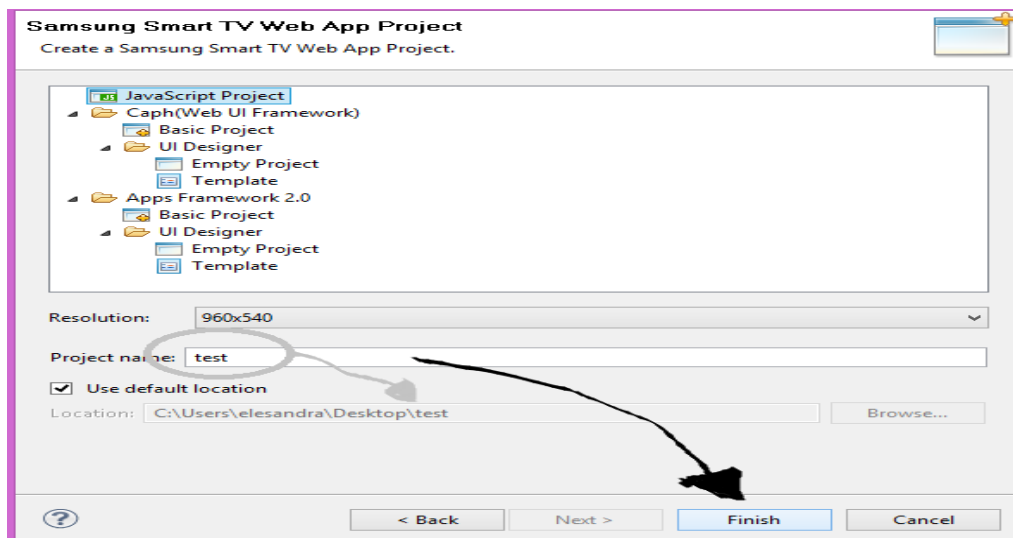 Samsung Smart TV Web App Project
Create a Samsung Smart TV Web App Project.
JS JavaScript Project
Caph(Web UI Framework)
Basic Project
UI Designer
Empty Project
Template
Apps Framework 2.0
Basic Project
UI Designer
Empty Project
Template
Resolution: 960x540
Project name: test
Use default location
Location: C:\Users\elesandra\Desktop\test Browse...
? < Back Next > Finish Cancel